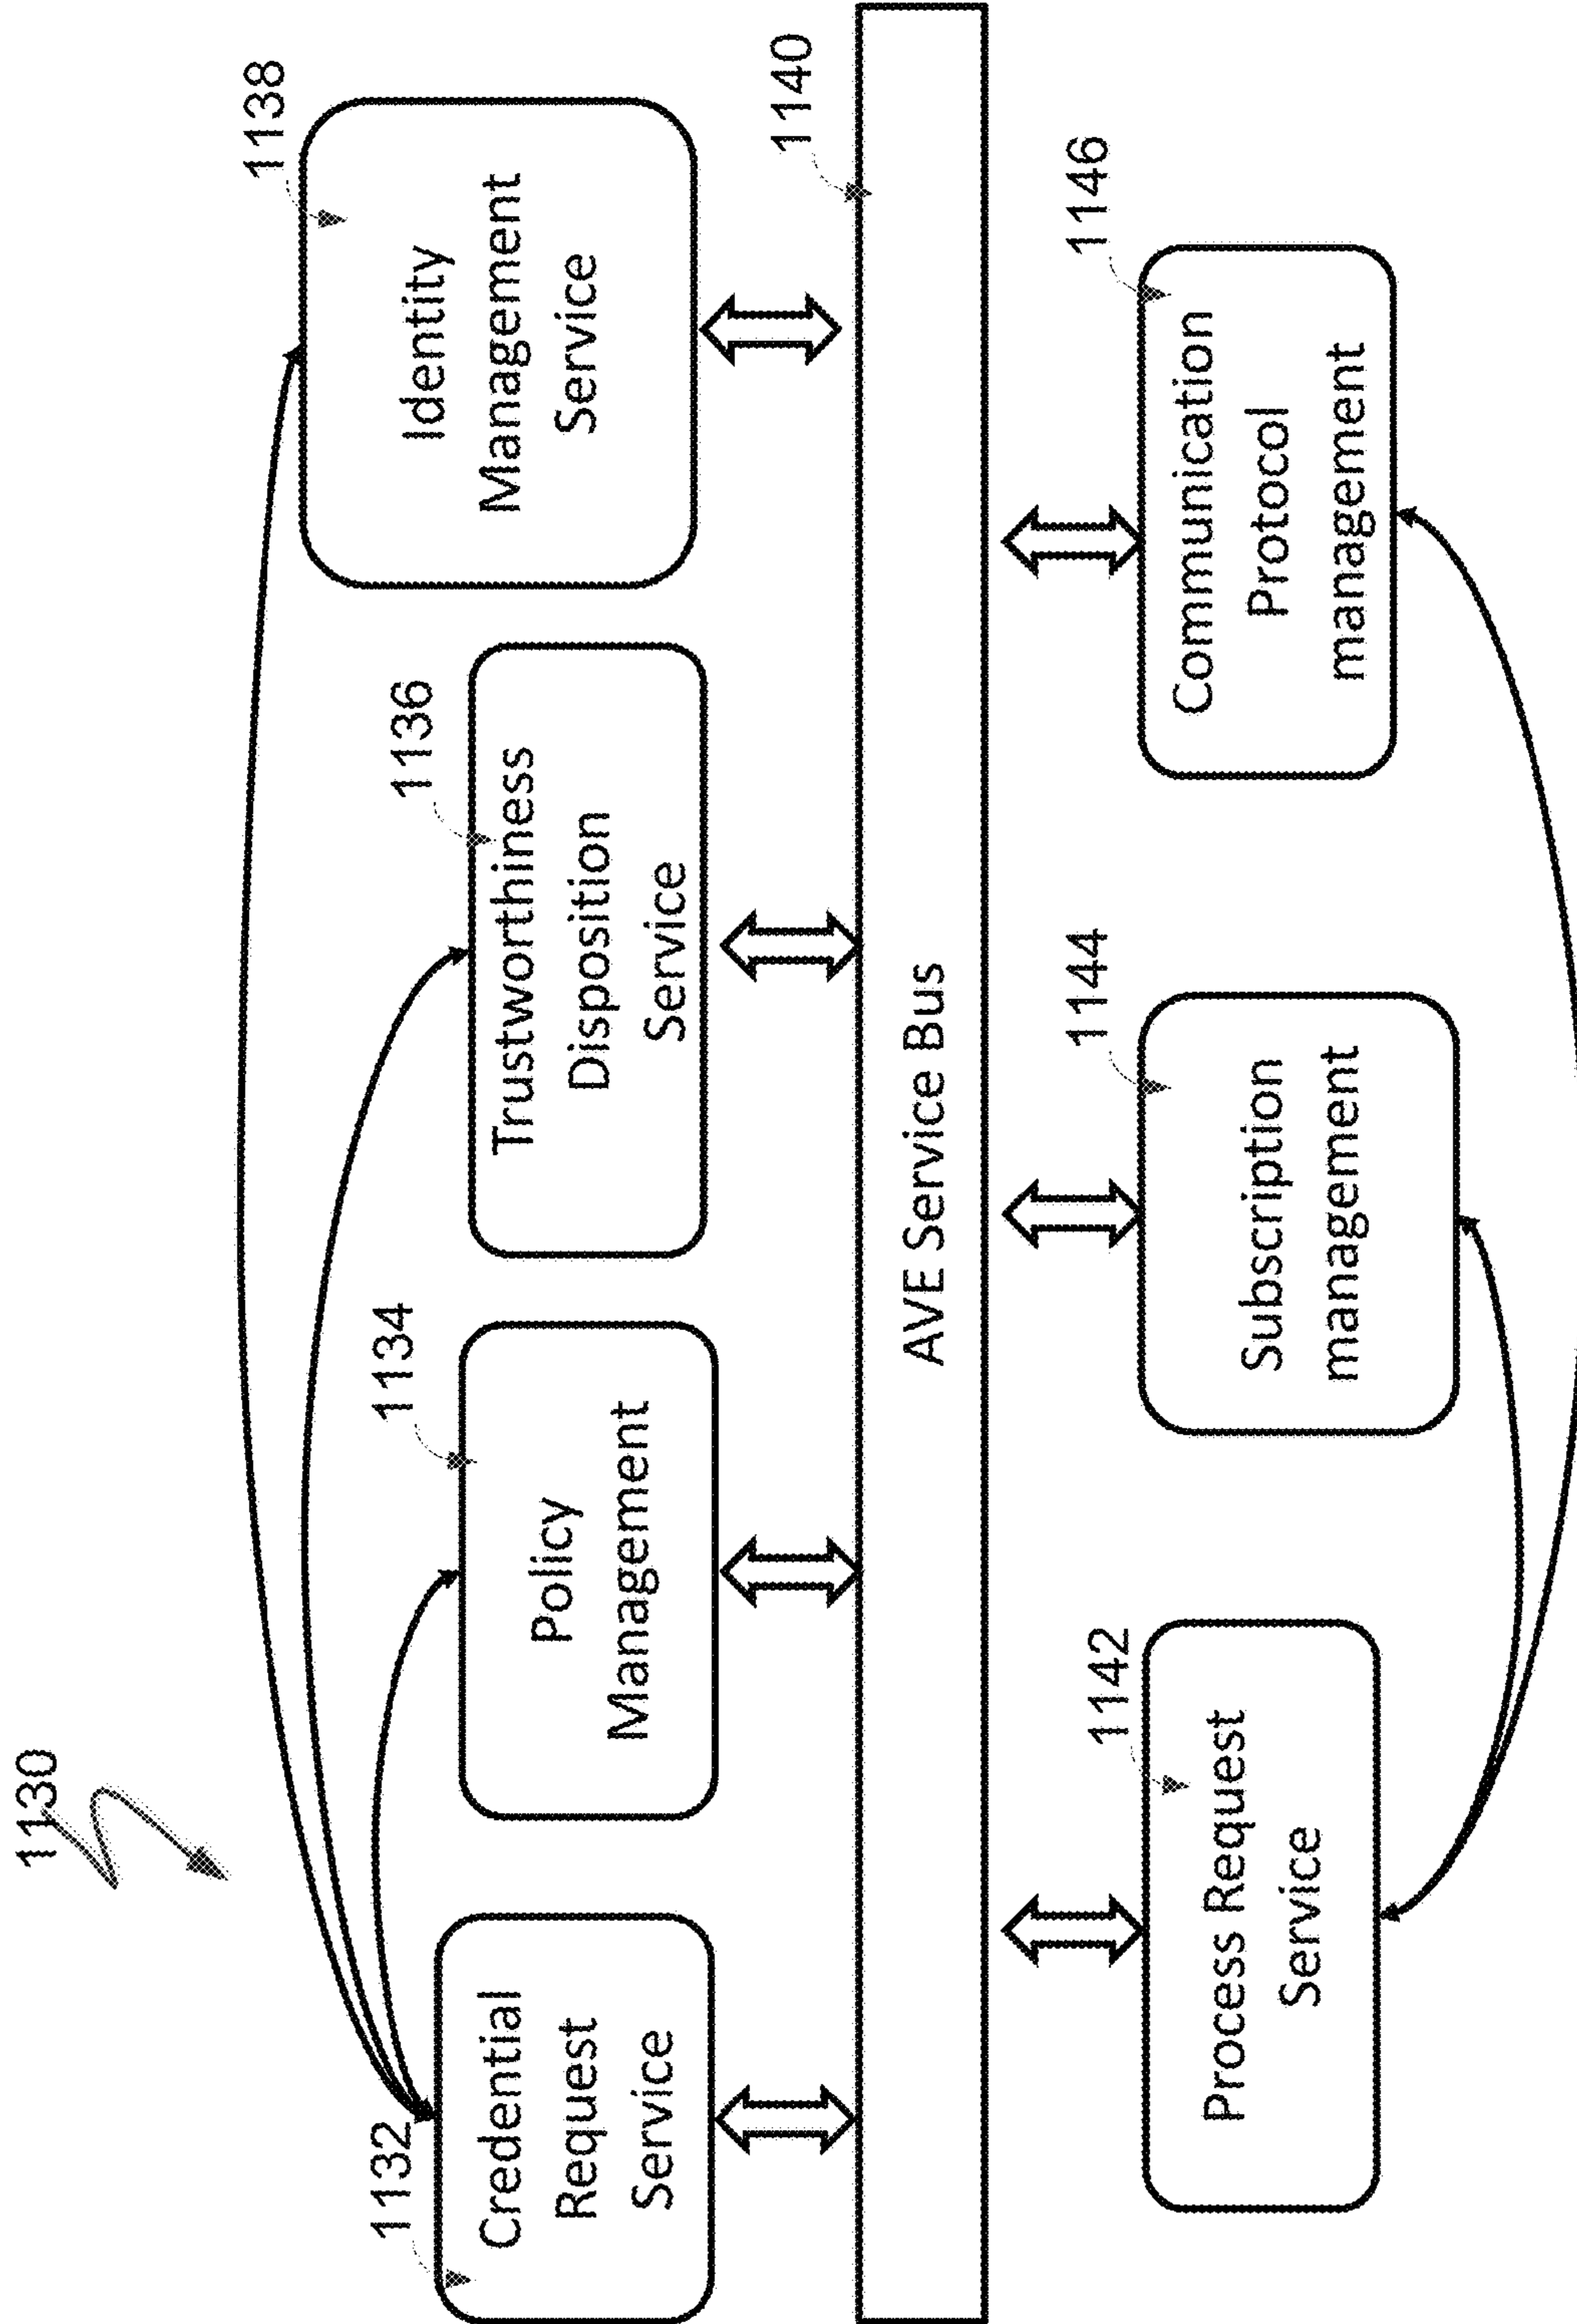 1130
1132
Credential
Request
Service
1134
Policy
Management
1136
Trustworthiness
Disposition
Service
1138
Identity
Management
Service
1140
AVE Service Bus
1142
Process Request
Service
1144
Subscription
management
1146
Communication
Protocol
management